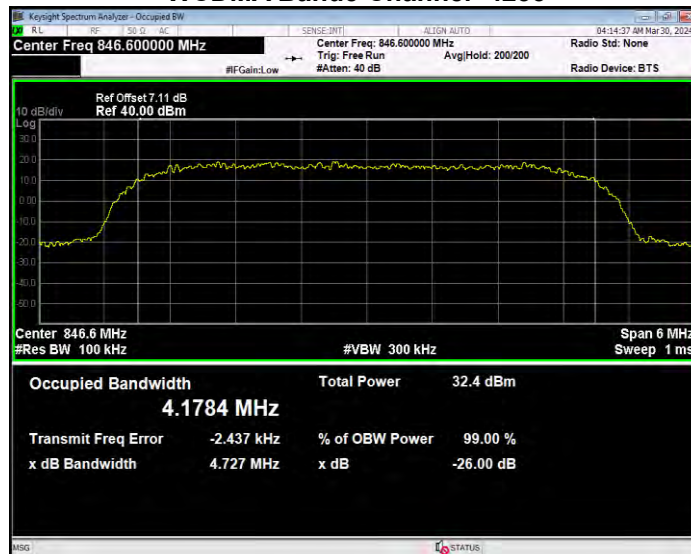 Keysight Spectrum Analyzer - Occupied BW
RL RF 50 Ω AC SENSE:INT ALIGN AUTO 04:14:37 AM Mar 30, 2024
Center Freq 846.600000 MHz
Center Freq: 846.600000 MHz
Radio Std: None
Trig: Free Run Avg|Hold: 200/200
#IFGain:Low #Atten: 40 dB Radio Device: BTS
Ref Offset 7.11 dB
10 dB/div Ref 40.00 dBm
Log
30.0
20.0
10.0
0.00
-10.0
-20.0
-30.0
-40.0
-50.0
Center 846.6 MHz Span 6 MHz
#Res BW 100 kHz #VBW 300 kHz Sweep 1 ms
Occupied Bandwidth Total Power 32.4 dBm
4.1784 MHz
Transmit Freq Error -2.437 kHz % of OBW Power 99.00 %
x dB Bandwidth 4.727 MHz x dB -26.00 dB
MSG STATUS